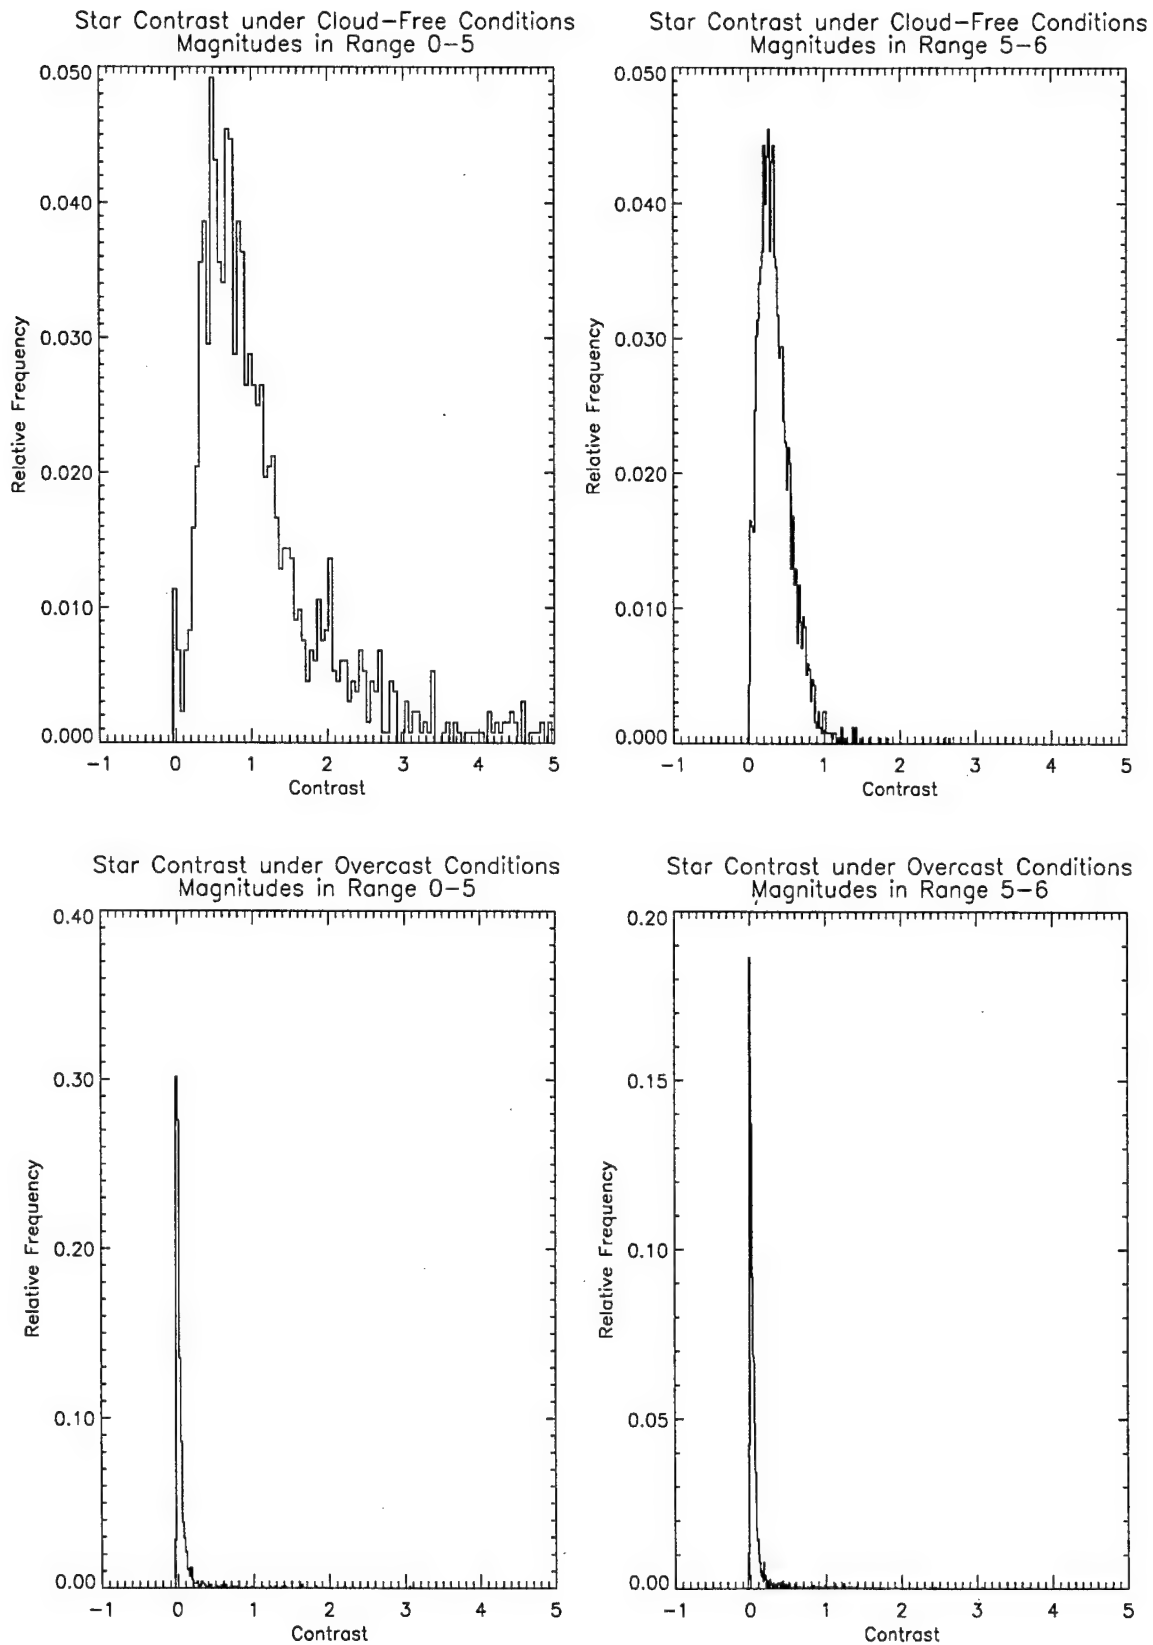 Star Contrast under Cloud-Free Conditions
Magnitudes in Range 0-5
0.050
0.040
0.030
0.020
0.010
0.000
Relative Frequency
-1 0 1 2 3 4 5
Contrast
Star Contrast under Cloud-Free Conditions
Magnitudes in Range 5-6
0.050
0.040
0.030
0.020
0.010
0.000
Relative Frequency
-1 0 1 2 3 4 5
Contrast
Star Contrast under Overcast Conditions
Magnitudes in Range 0-5
0.40
0.30
0.20
0.10
0.00
Relative Frequency
-1 0 1 2 3 4 5
Contrast
Star Contrast under Overcast Conditions
Magnitudes in Range 5-6
0.20
0.15
0.10
0.05
0.00
Relative Frequency
-1 0 1 2 3 4 5
Contrast